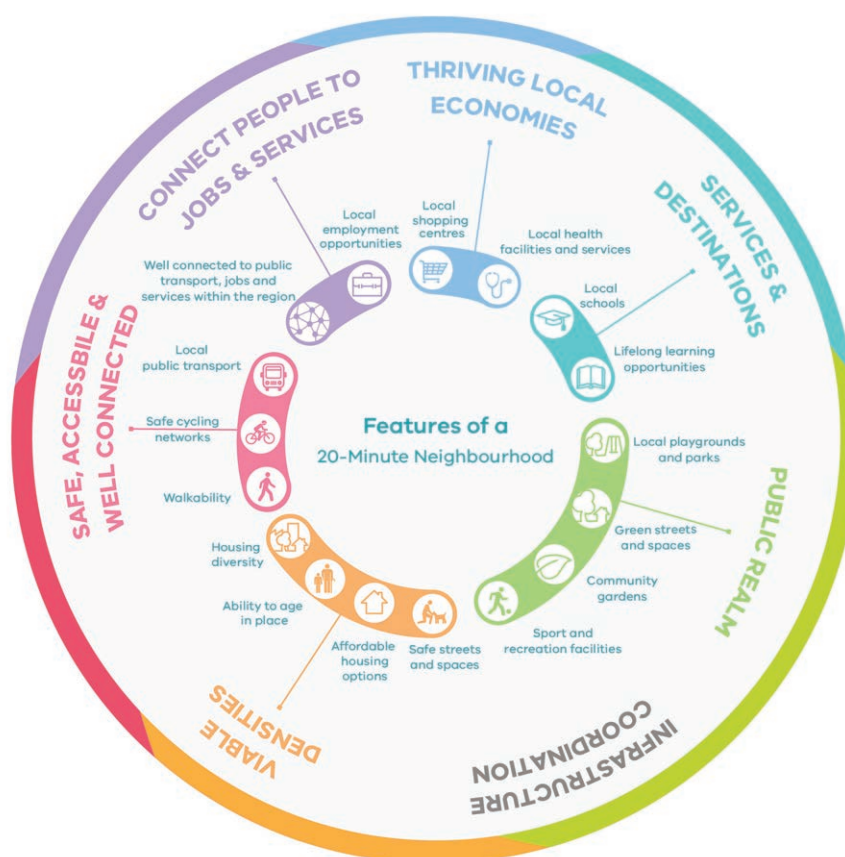 THRIVING LOCAL
ECONOMIES
Local
shopping
centres
Local health
facilities and services
SERVICES &
DESTINATIONS
Local
schools
Lifelong learning
opportunities
PUBLIC REALM
Local playgrounds
and parks
Green streets
and spaces
Community
gardens
Sport and
recreation facilities
INFRASTRUCTURE
COORDINATION
VIABLE
DENSITIES
Safe streets
and spaces
Affordable
housing
options
Ability to age
in place
Housing
diversity
SAFE, ACCESSBILE &
WELL CONNECTED
Walkability
Safe cycling
networks
Local
public transport
CONNECT PEOPLE TO
JOBS & SERVICES
Well connected to public
transport, jobs and
services within the region
Local
employment
opportunities
Features of a
20-Minute Neighbourhood